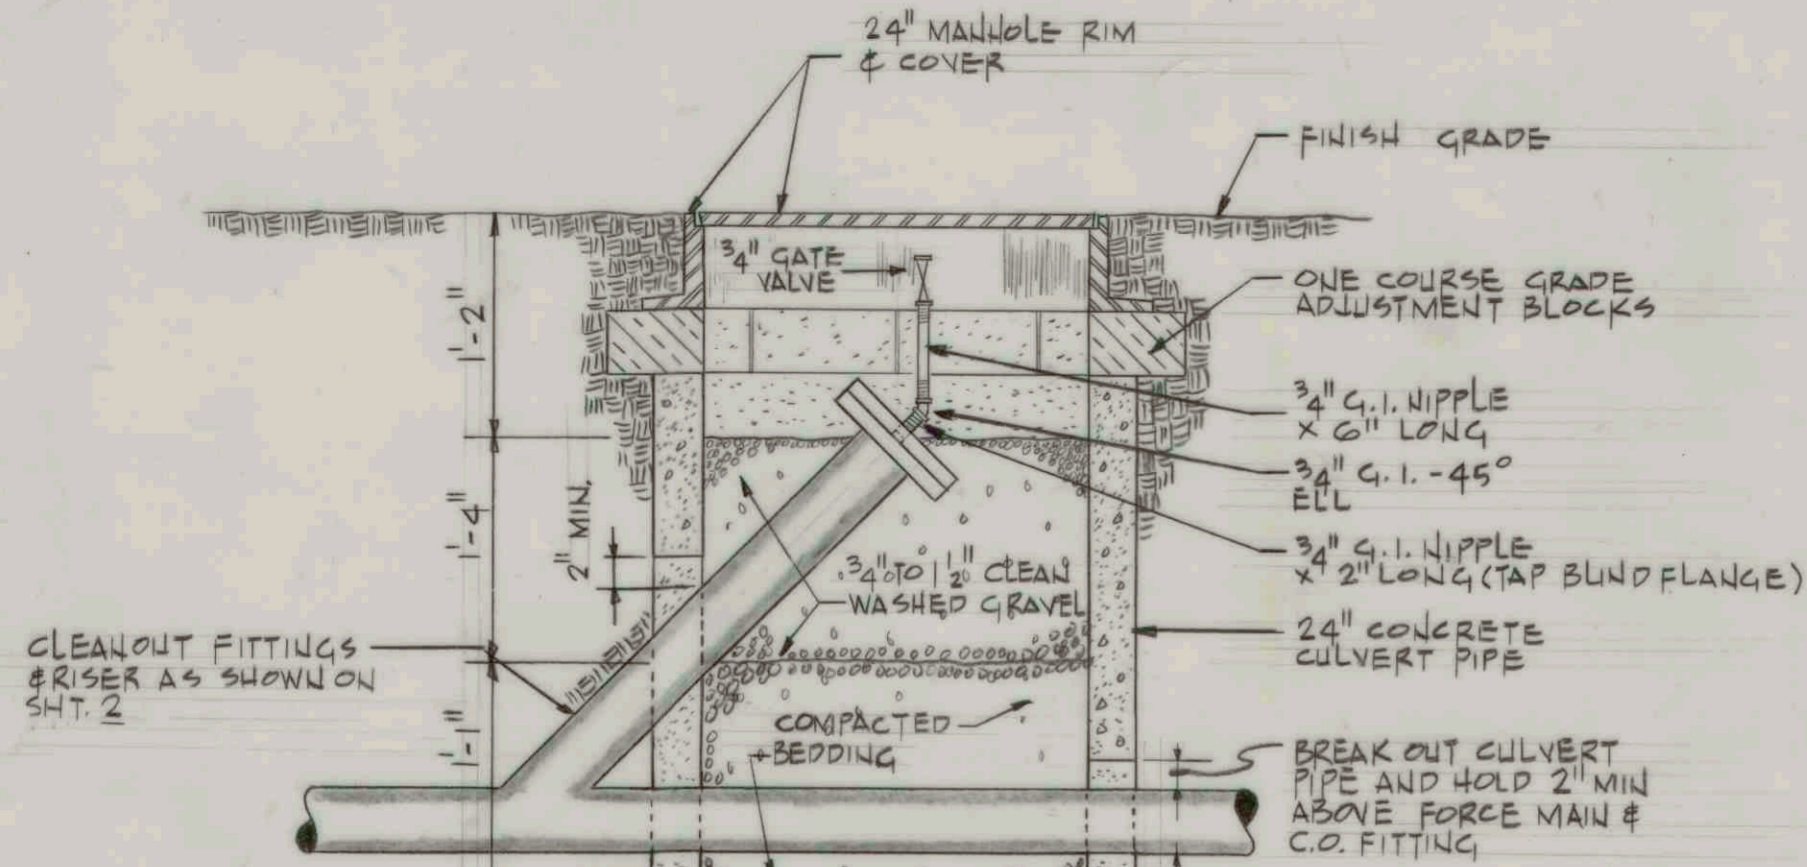 24" MANHOLE RIM
& COVER
FINISH GRADE
3/4" GATE
VALVE
ONE COURSE GRADE
ADJUSTMENT BLOCKS
1'-2"
3/4" G.I. NIPPLE
x 6" LONG
3/4" G.I. - 45°
ELL
3/4" G.I. NIPPLE
x 2" LONG (TAP BLIND FLANGE)
1'-4"
2" MIN.
3/4" TO 1 1/2" CLEAN
WASHED GRAVEL
24" CONCRETE
CULVERT PIPE
CLEANOUT FITTINGS
& RISER AS SHOWN ON
SHT. 2
1'-1"
COMPACTED
BEDDING
BREAK OUT CULVERT
PIPE AND HOLD 2" MIN
ABOVE FORCE MAIN &
C.O. FITTING